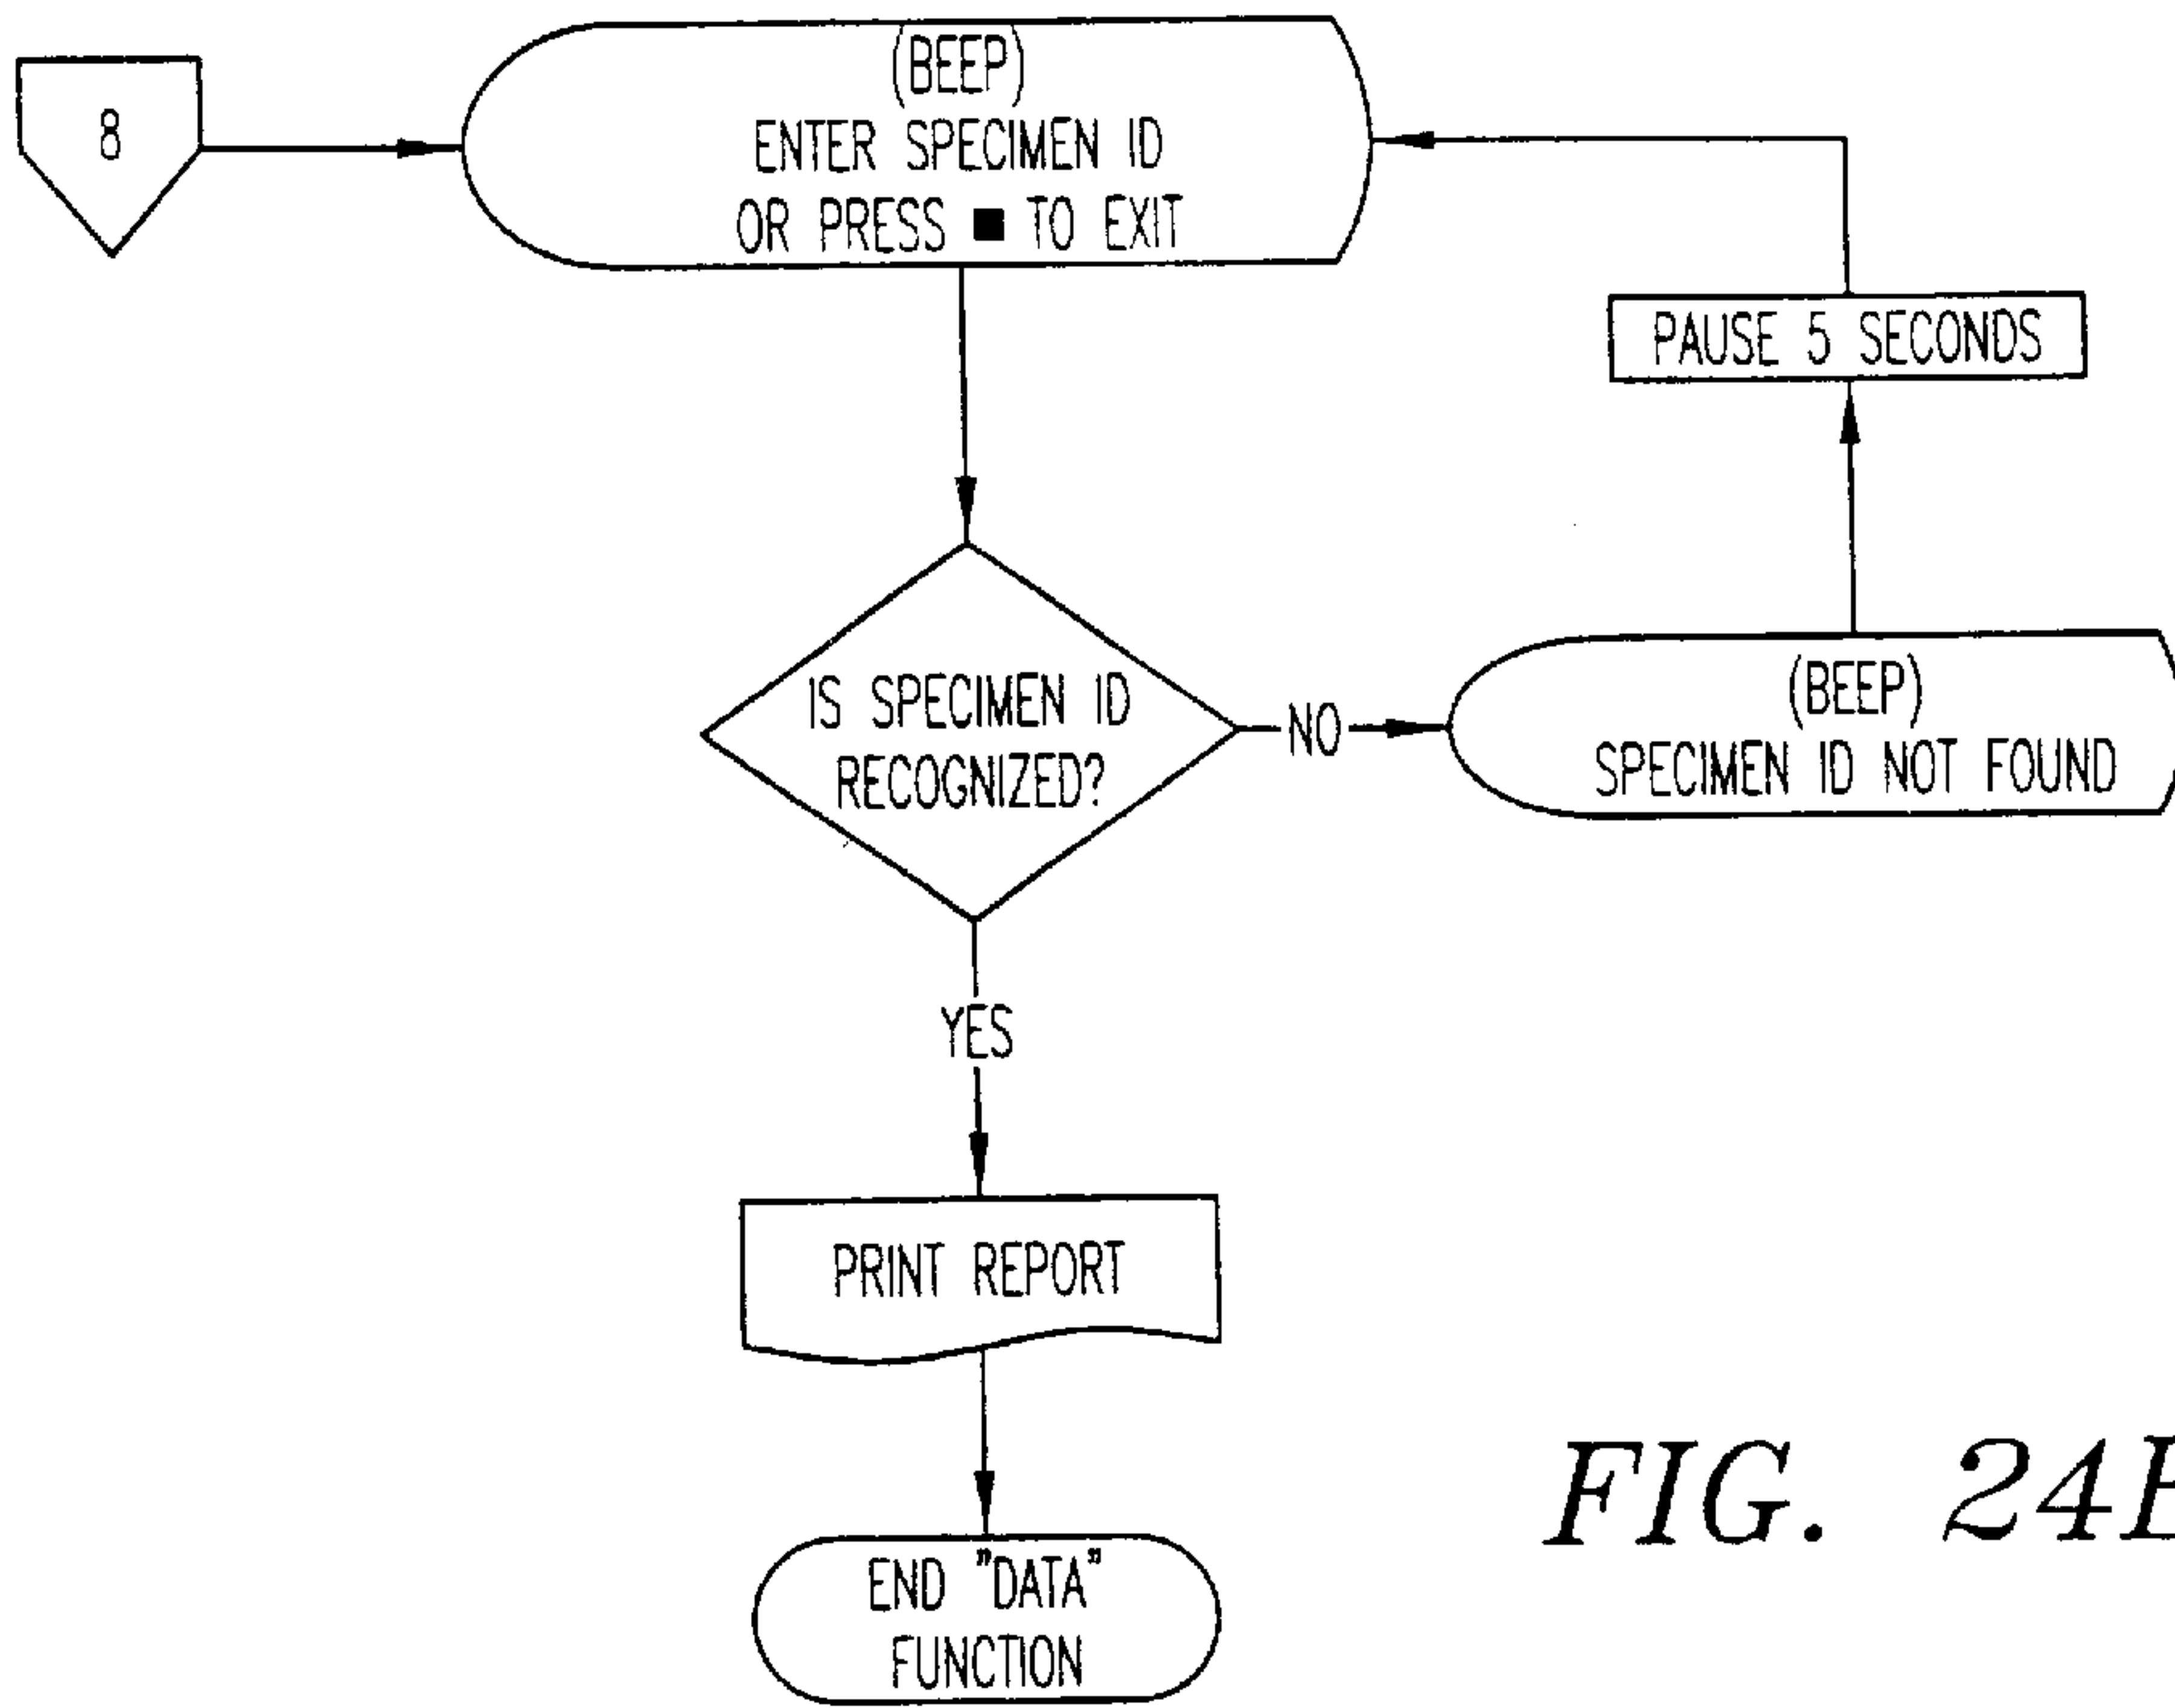 8
(BEEP)
ENTER SPECIMEN ID
OR PRESS ■ TO EXIT
PAUSE 5 SECONDS
IS SPECIMEN ID
RECOGNIZED?
NO
(BEEP)
SPECIMEN ID NOT FOUND
YES
PRINT REPORT
END "DATA"
FUNCTION
FIG.